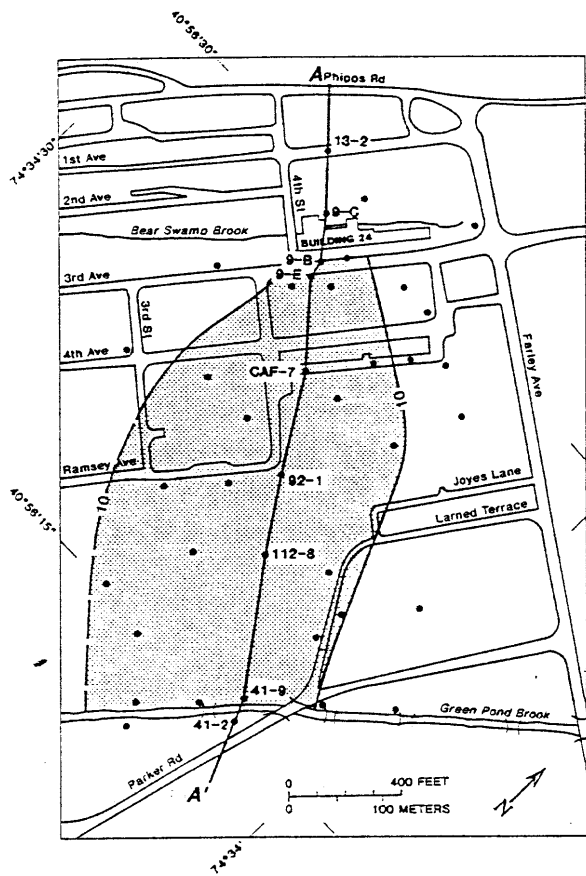 40°58'30"
A Phipps Rd
74°34'30"
13-2
1st Ave
4th St
2nd Ave
9-C
Bear Swamp Brook
BUILDING 24
9-B
3rd Ave
9-E
3rd St
Farley Ave
4th Ave
CAF-7
10
Ramsey Ave
92-1
Joyes Lane
10
Larned Terrace
40°58'15"
112-8
41-9
Green Pond Brook
41-2
Parker Rd
0 400 FEET
0 100 METERS
A'
N
74°34'